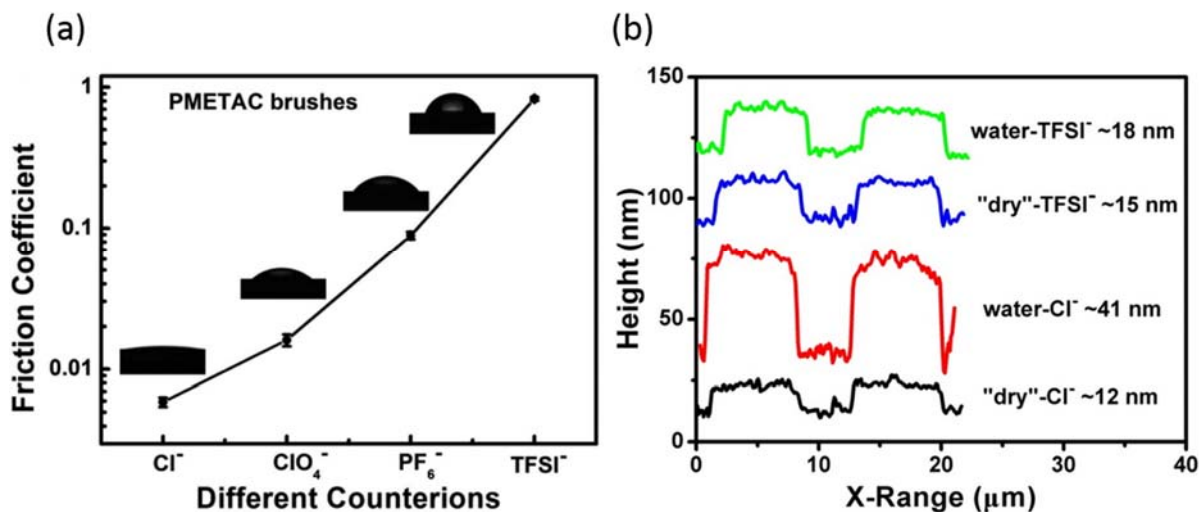 (a)
(b)
Friction Coefficient
1
0.1
0.01
PMETAC brushes
Cl⁻
ClO₄⁻
PF₆⁻
TFSI⁻
Different Counterions
Height (nm)
150
100
50
0
water-TFSI⁻ ~18 nm
"dry"-TFSI⁻ ~15 nm
water-Cl⁻ ~41 nm
"dry"-Cl⁻ ~12 nm
0
10
20
30
40
X-Range (μm)